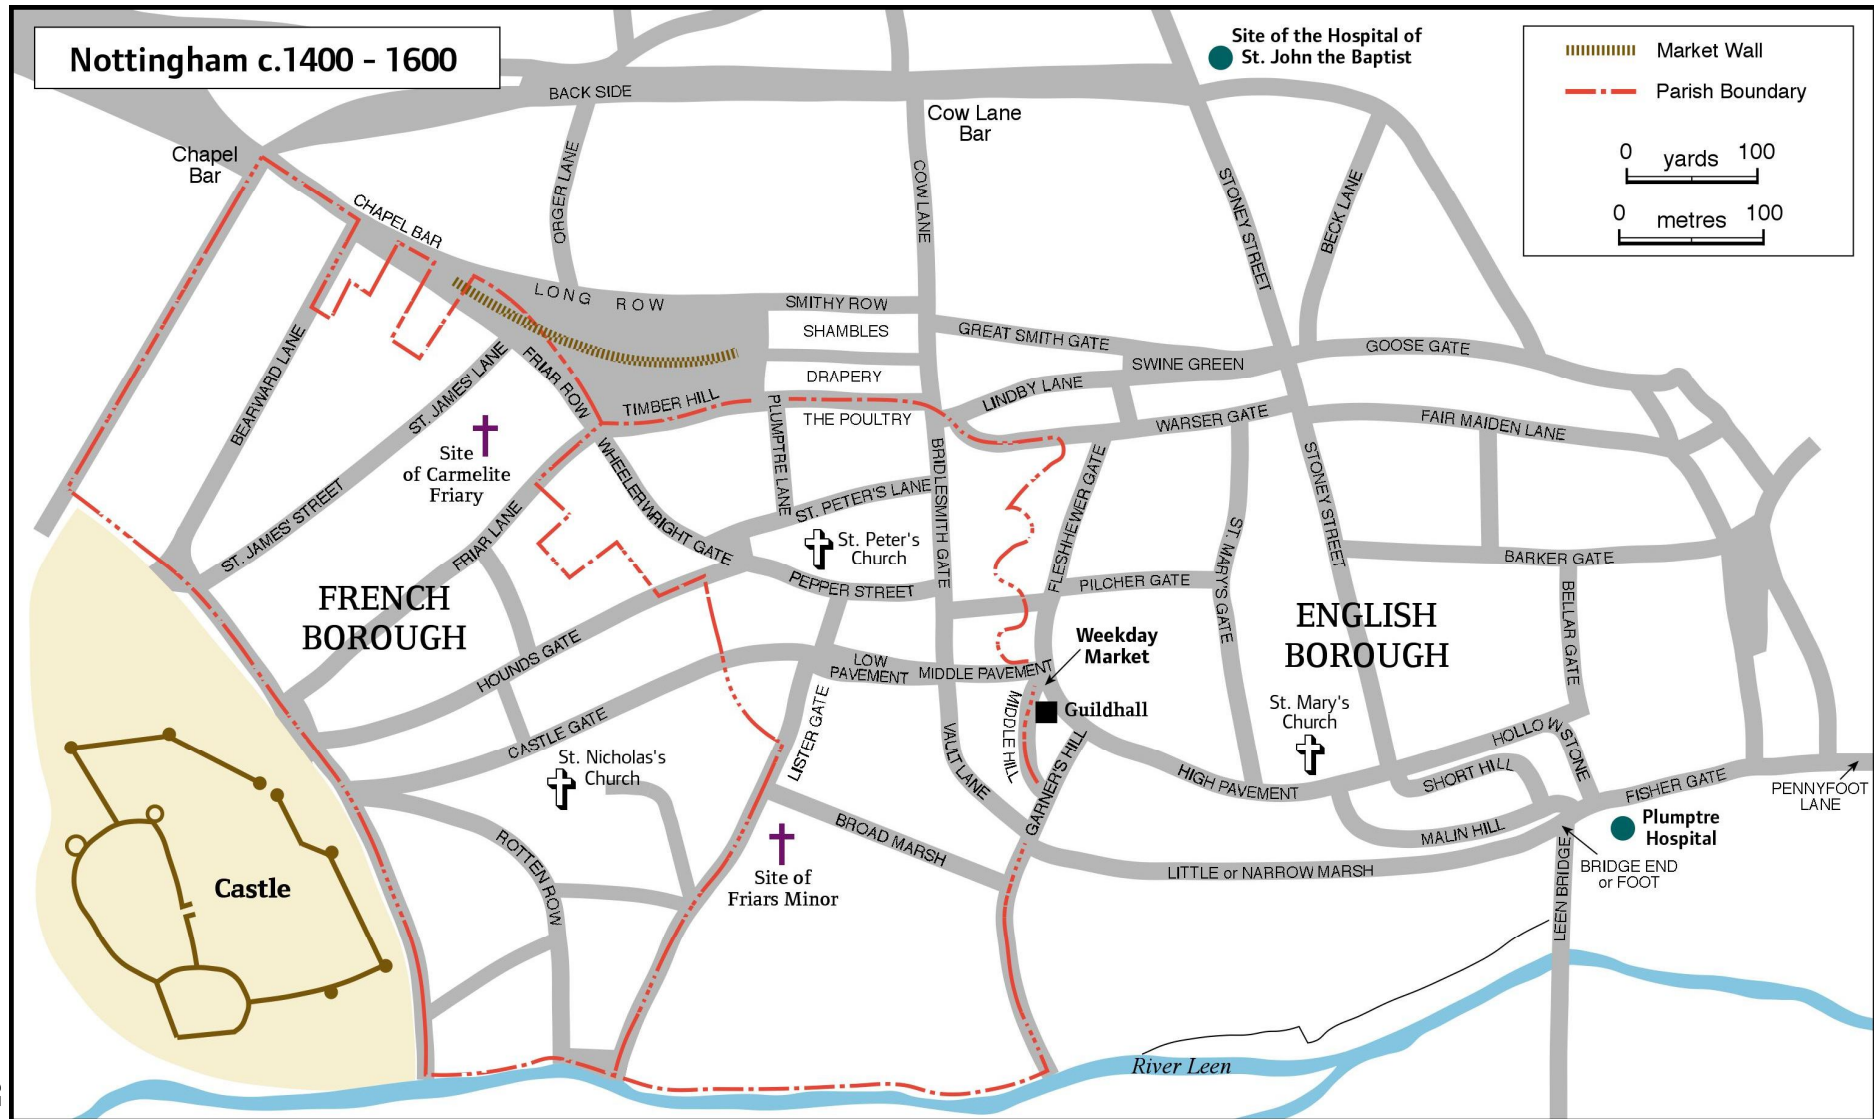 Nottingham c.1400 - 1600
Site of the Hospital of
St. John the Baptist
Market Wall
Parish Boundary
0 yards 100
0 metres 100
BACK SIDE
Cow Lane
Bar
Chapel
Bar
CHAPEL BAR
ORGER LANE
COW LANE
STONEY STREET
BECK LANE
LONG ROW
SMITHY ROW
SHAMBLES
DRAPERY
THE POULTRY
GREAT SMITH GATE
SWINE GREEN
GOOSE GATE
LINDBY LANE
WARSER GATE
FAIR MAIDEN LANE
BEARWARD LANE
ST. JAMES' LANE
FRIAR ROW
TIMBER HILL
PLUMPTRE LANE
Site
of Carmelite
Friary
ST. JAMES' STREET
FRIAR LANE
WHEELERWRIGHT GATE
ST. PETER'S LANE
BRIDLESMITH GATE
FLESHHEWER GATE
ST. MARY'S GATE
STONEY STREET
BARKER GATE
St. Peter's
Church
PEPPER STREET
PILCHER GATE
BELLAR GATE
FRENCH
BOROUGH
ENGLISH
BOROUGH
HOUNDS GATE
Weekday
Market
LOW
PAVEMENT
MIDDLE PAVEMENT
Guildhall
MIDDLE HILL
LISTER GATE
CASTLE GATE
St. Nicholas's
Church
VAULT LANE
GARNER'S HILL
HIGH PAVEMENT
St. Mary's
Church
HOLLOWSTONE
SHORT HILL
MALIN HILL
FISHER GATE
PENNYFOOT
LANE
Plumptre
Hospital
BRIDGE END
or FOOT
LEEN BRIDGE
LITTLE or NARROW MARSH
BROAD MARSH
ROTTEN ROW
Site of
Friars Minor
Castle
River Leen